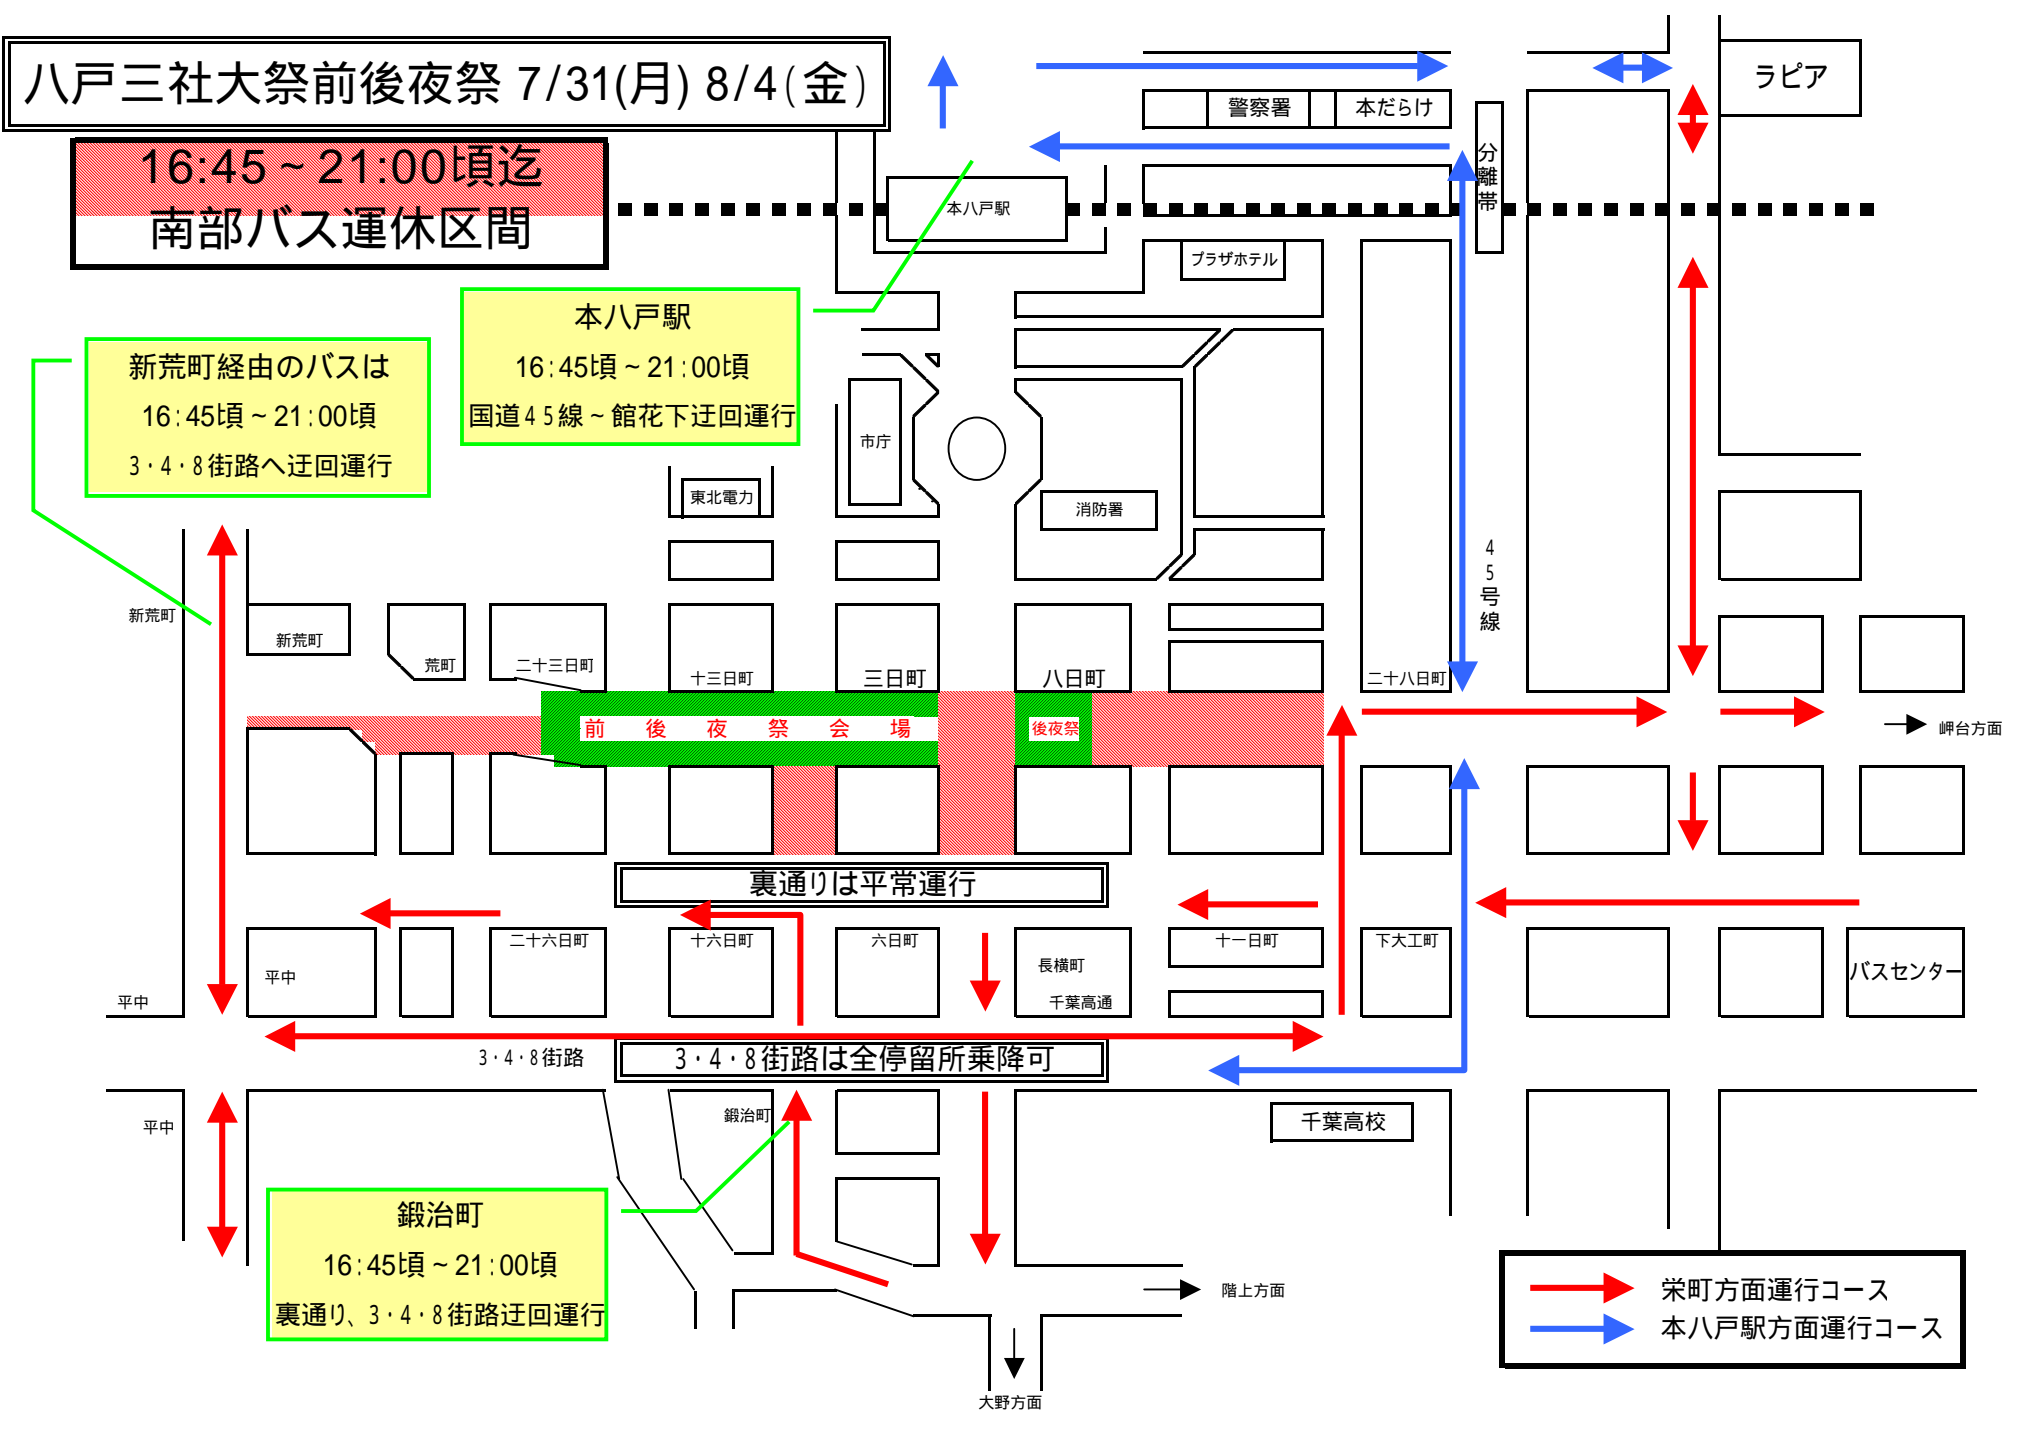 八戸三社大祭前後夜祭 7/31(月) 8/4(金)
16:45~21:00頃迄
南部バス運休区間
ラピア
警察署
本だらけ
分離帯
本八戸駅
プラザホテル
本八戸駅
16:45頃~21:00頃
国道45線~館花下迂回運行
新荒町経由のバスは
16:45頃~21:00頃
3・4・8街路へ迂回運行
市庁
東北電力
消防署
45号線
新荒町
新荒町
荒町
二十三日町
十三日町
三日町
八日町
二十八日町
前後夜祭会場
後夜祭
岬台方面
裏通りは平常運行
二十六日町
十六日町
六日町
長横町
千葉高通
十一日町
下大工町
バスセンター
平中
平中
3・4・8街路
3・4・8街路は全停留所乗降可
平中
鍛治町
千葉高校
鍛治町
16:45頃~21:00頃
裏通り、3・4・8街路迂回運行
階上方面
大野方面
栄町方面運行コース
本八戸駅方面運行コース